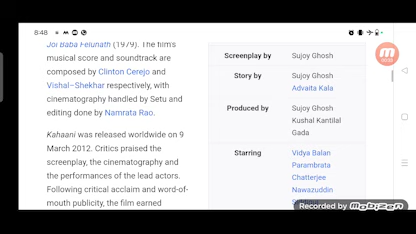 8:48
Joi Baba Felunath (1979). The film's
musical score and soundtrack are
composed by Clinton Cerejo and
Vishal–Shekhar respectively, with
cinematography handled by Setu and
editing done by Namrata Rao.
Kahaani was released worldwide on 9
March 2012. Critics praised the
screenplay, the cinematography and
the performances of the lead actors.
Following critical acclaim and word-of-
mouth publicity, the film earned
Screenplay by Sujoy Ghosh
Story by Sujoy Ghosh
Advaita Kala
Produced by Sujoy Ghosh
Kushal Kantilal
Gada
Starring Vidya Balan
Parambrata
Chatterjee
Nawazuddin
Recorded by MOBIZEN